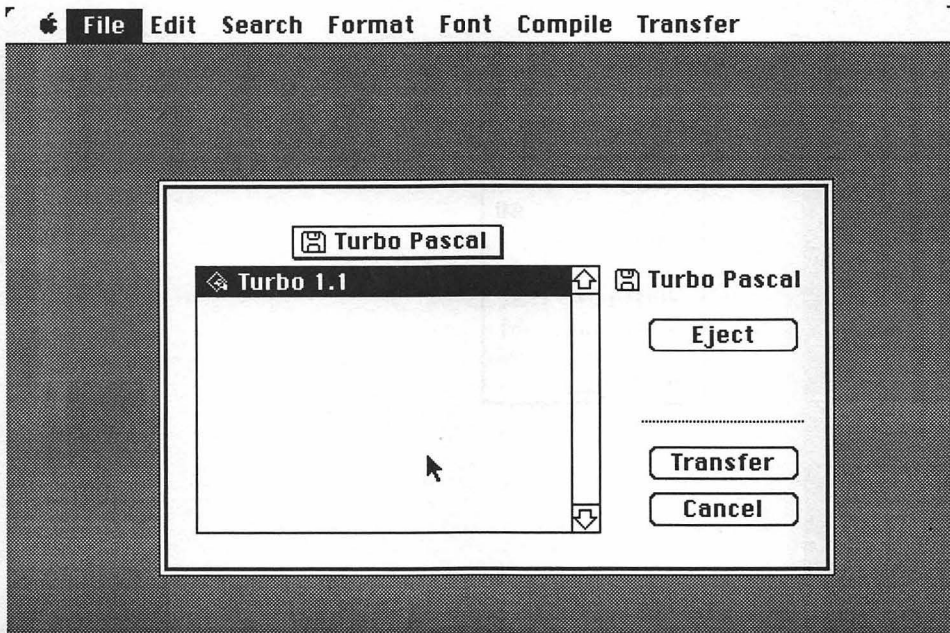 File Edit Search Format Font Compile Transfer
Turbo Pascal
Turbo 1.1
Turbo Pascal
Eject
Transfer
Cancel